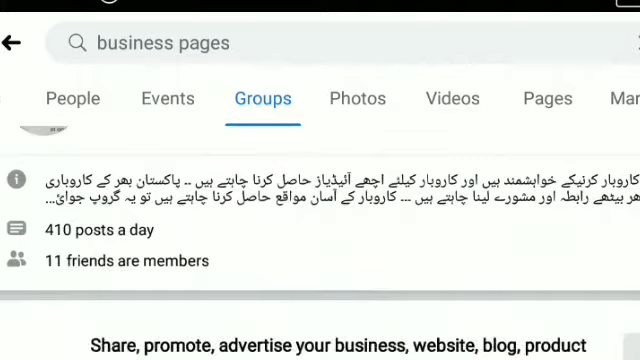 business pages
People Events Groups Photos Videos Pages Mar
کاروبار کرنیکے خواہشمند ہیں اور کاروبار کیلئے اچھے آئیڈیاز حاصل کرنا چاہتے ہیں -- پاکستان بھر کے کاروباری
ھر بیٹھے رابطہ اور مشورے لینا چاہتے ہیں --- کاروبار کے آسان مواقع حاصل کرنا چاہتے ہیں تو یہ گروپ جوائ...
410 posts a day
11 friends are members
Share, promote, advertise your business, website, blog, product